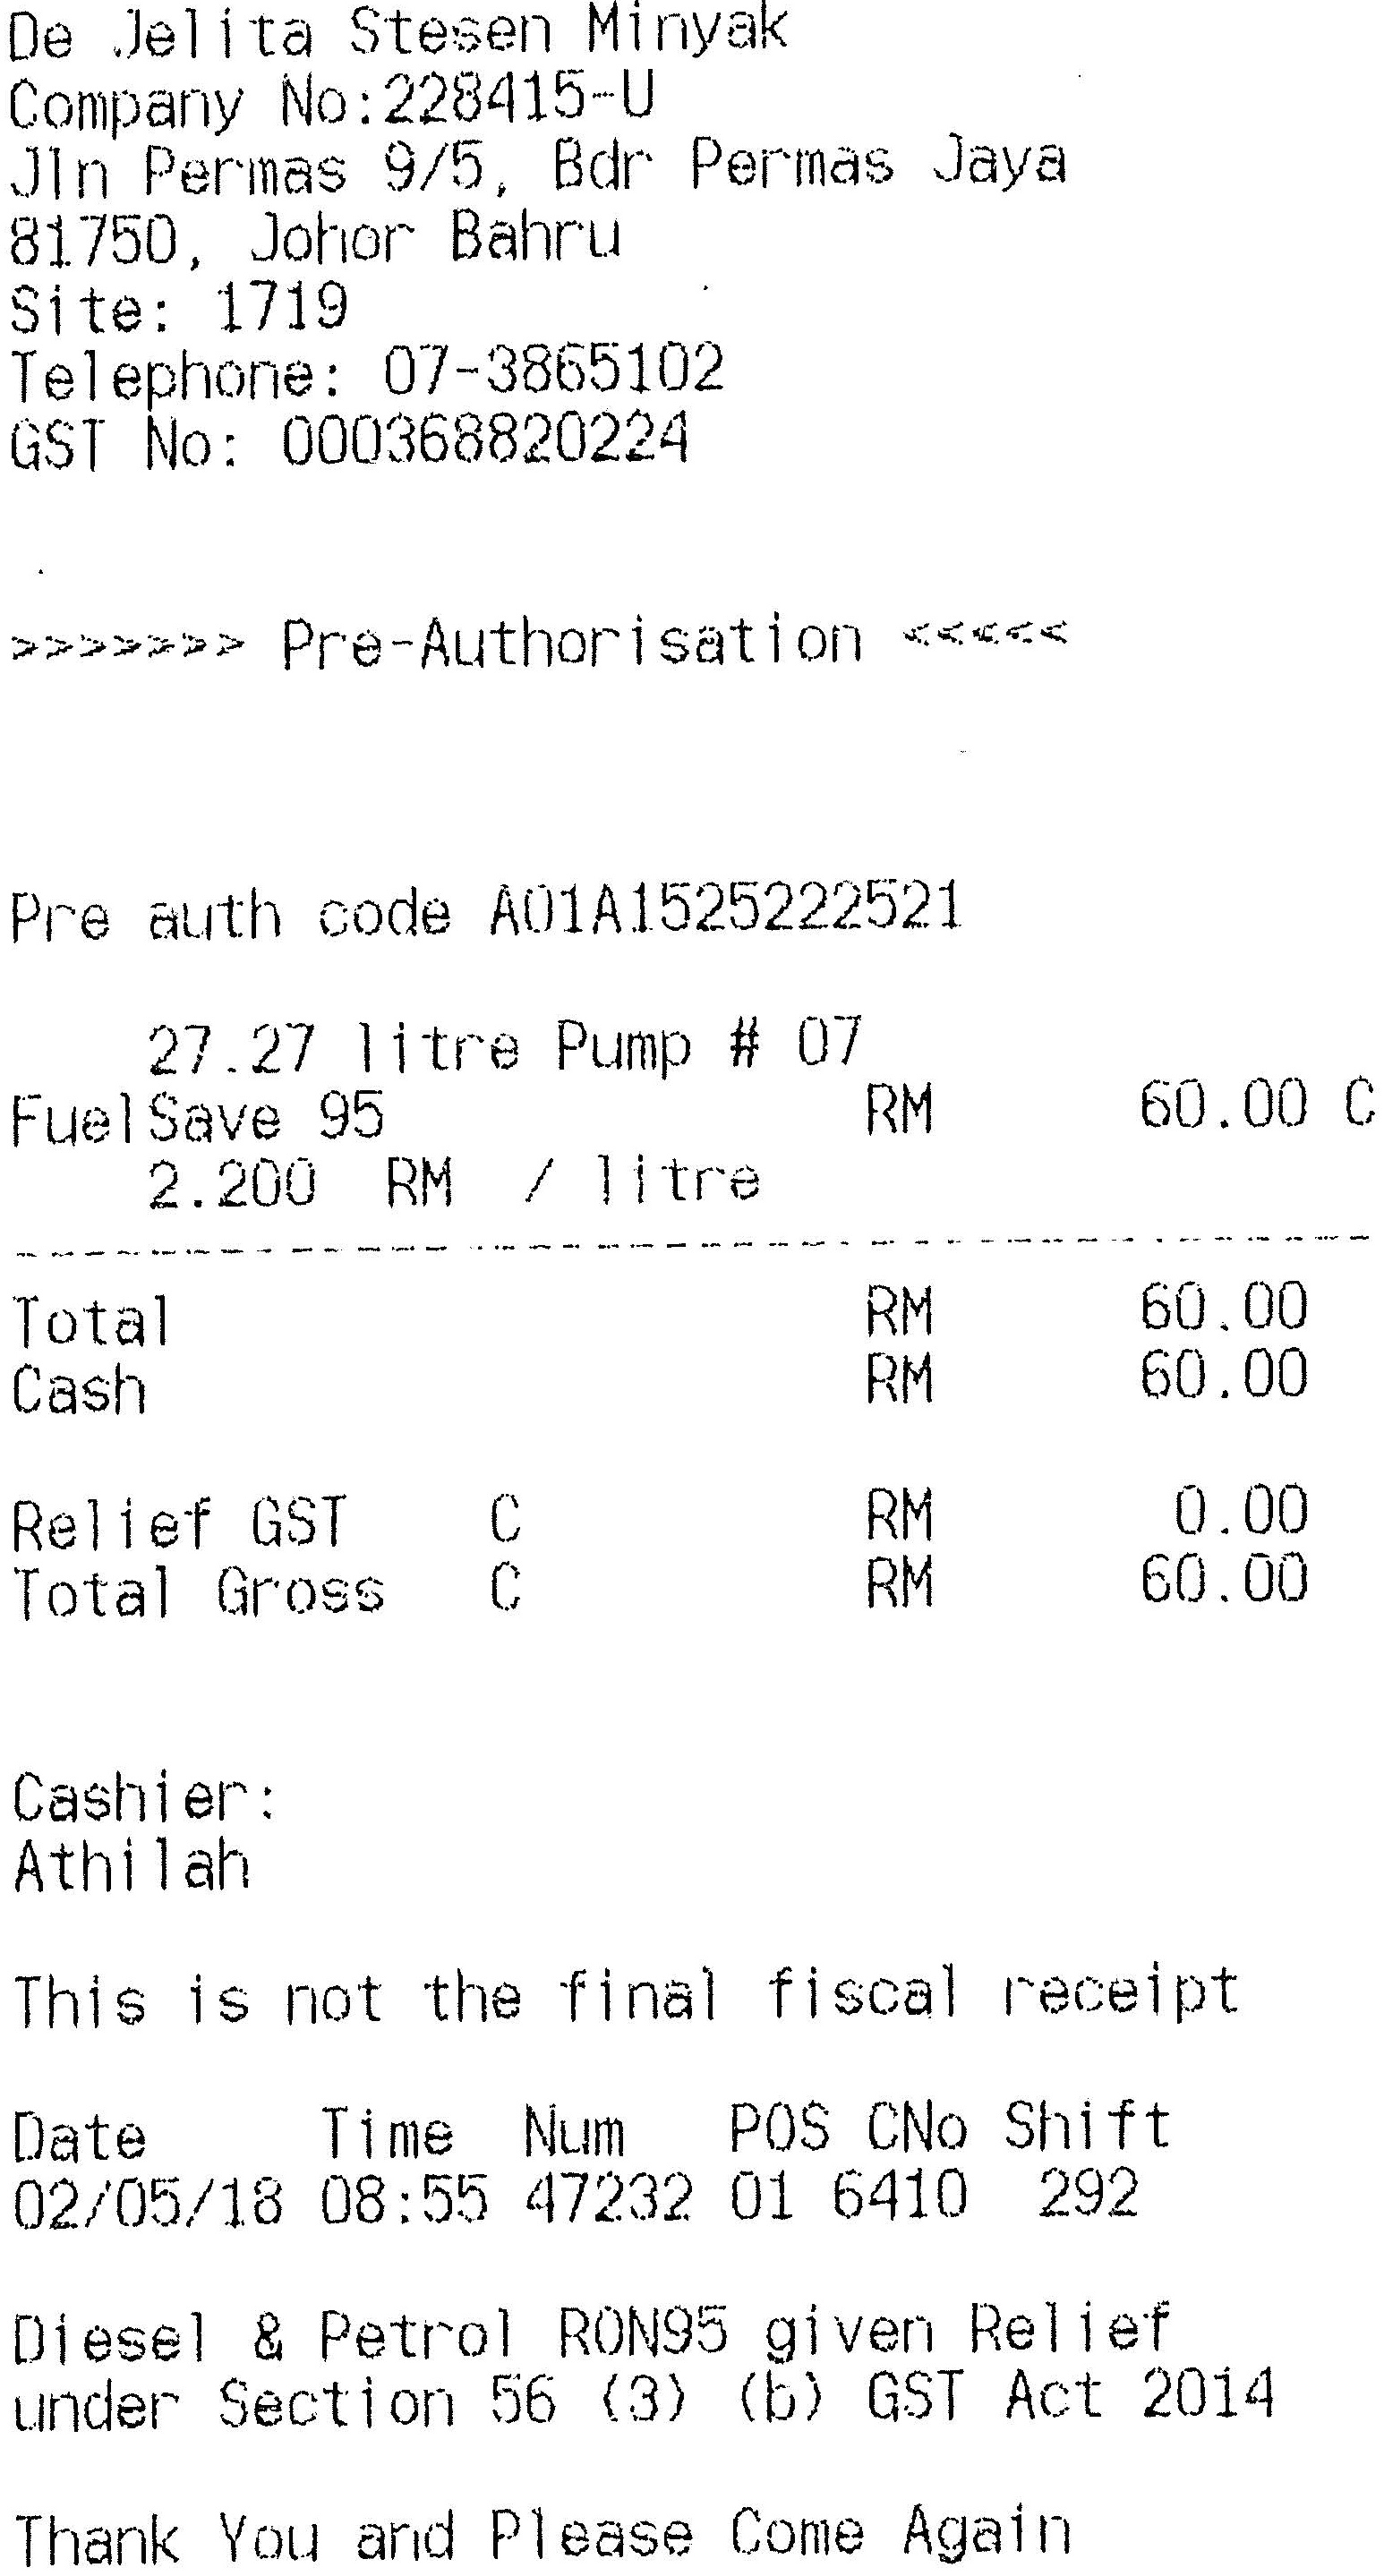 De Jelita Stesen Minyak
Company No:228415-U
Jln Permas 9/5, Bdr Permas Jaya
81750, Johor Bahru
Site: 1719
Telephone: 07-3865102
GST No: 000368820224
>>>>>>> Pre-Authorisation <<<<<
Pre auth code A01A1525222521
27.27 litre Pump # 07
FuelSave 95 RM 60.00 C
2.200 RM / litre
Total RM 60.00
Cash RM 60.00
Relief GST C RM 0.00
Total Gross C RM 60.00
Cashier:
Athilah
This is not the final fiscal receipt
Date Time Num POS CNo Shift
02/05/18 08:55 47232 01 6410 292
Diesel & Petrol RON95 given Relief
under Section 56 (3) (b) GST Act 2014
Thank You and Please Come Again